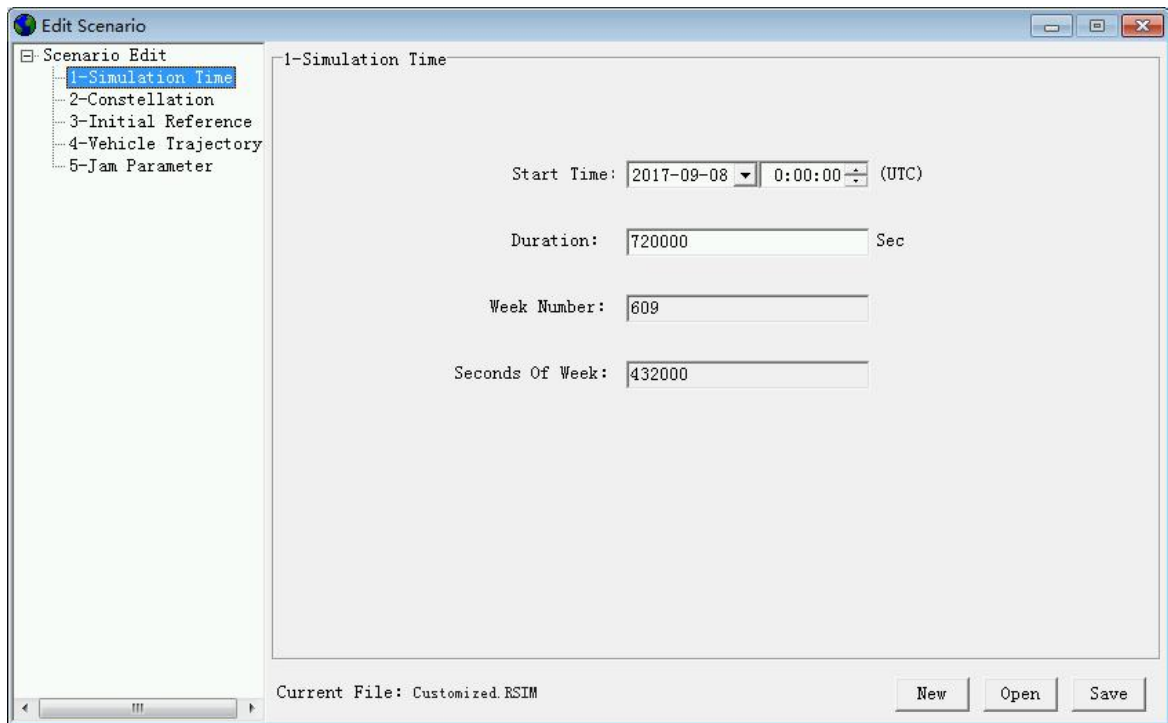 Edit Scenario
Scenario Edit
1-Simulation Time
2-Constellation
3-Initial Reference
4-Vehicle Trajectory
5-Jam Parameter
1-Simulation Time
Start Time: 2017-09-08 0:00:00 (UTC)
Duration: 720000 Sec
Week Number: 609
Seconds Of Week: 432000
Current File: Customized.RSIM
New Open Save